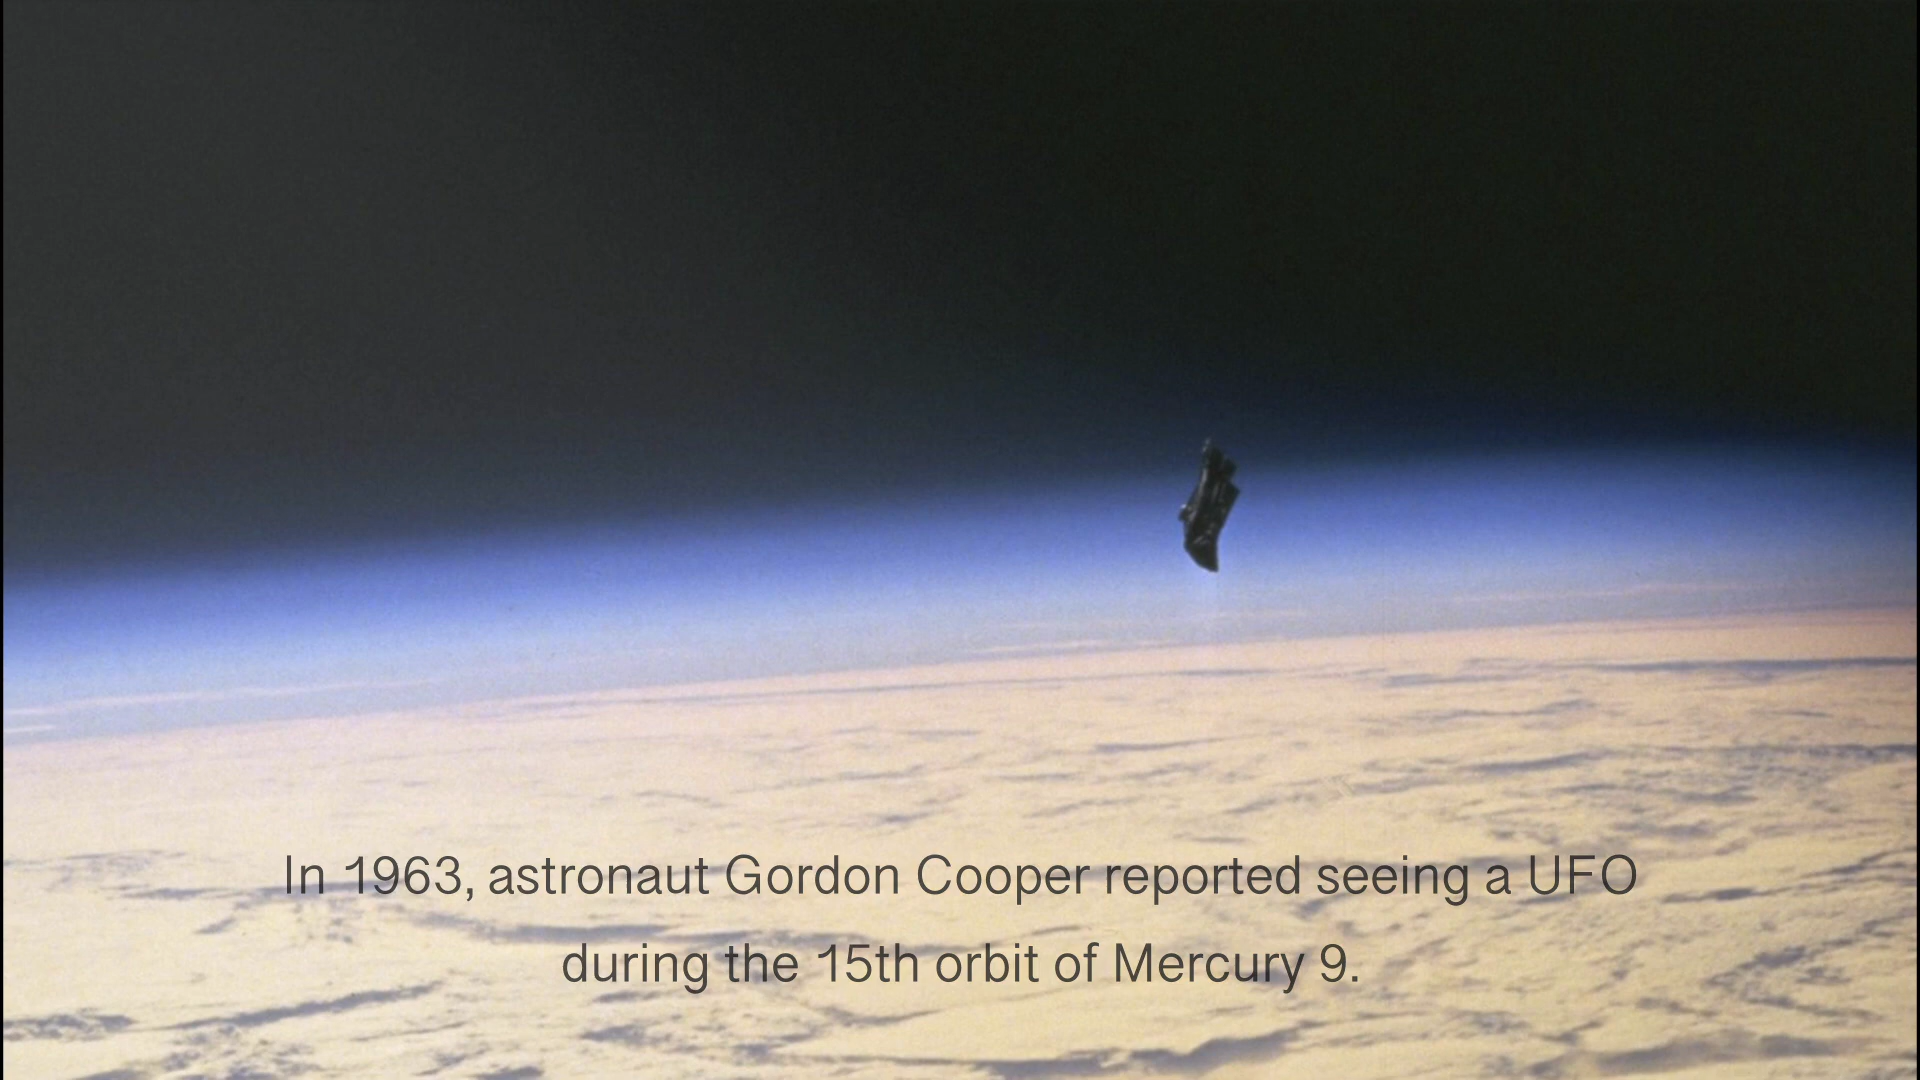 In 1963, astronaut Gordon Cooper reported seeing a UFO
during the 15th orbit of Mercury 9.